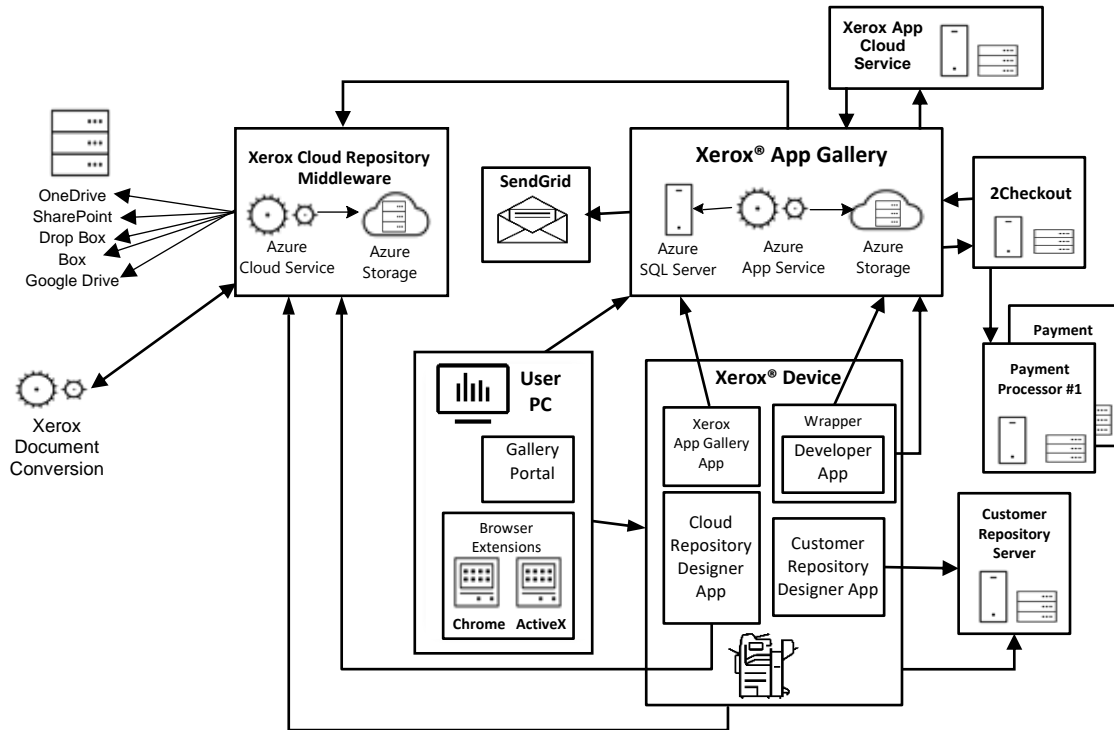 Xerox App
Cloud
Service
OneDrive
SharePoint
Drop Box
Box
Google Drive
Xerox Cloud Repository
Middleware
Azure
Cloud Service
Azure
Storage
SendGrid
Xerox® App Gallery
Azure
SQL Server
Azure
App Service
Azure
Storage
2Checkout
Payment
Payment
Processor #1
Xerox
Document
Conversion
User
PC
Gallery
Portal
Browser
Extensions
Chrome
ActiveX
Xerox® Device
Xerox
App Gallery
App
Wrapper
Developer
App
Cloud
Repository
Designer
App
Customer
Repository
Designer App
Customer
Repository
Server